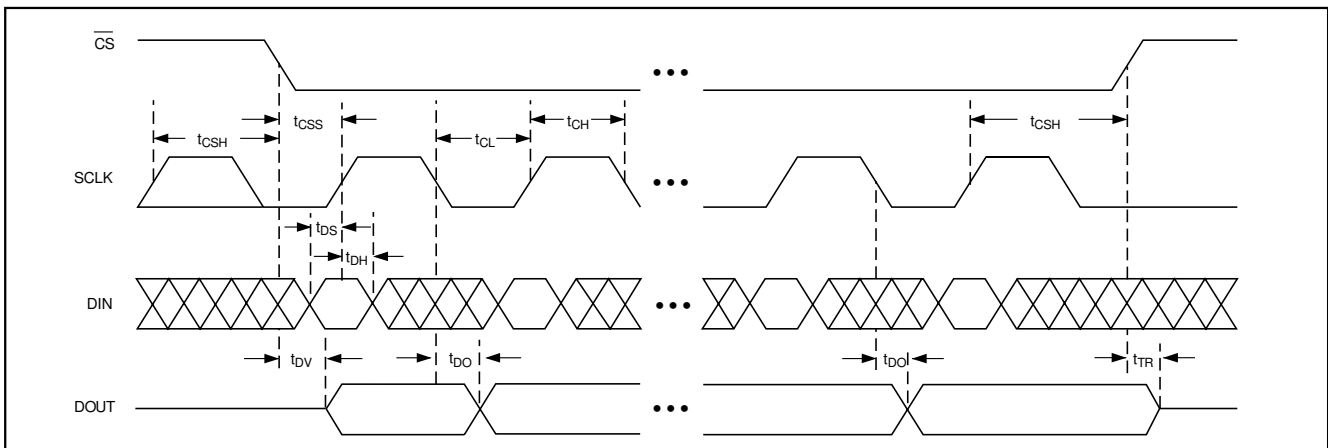 CS
•••
tCSS
tCH
tCSH
tCL
tCSH
SCLK
•••
tDS
tDH
DIN
•••
tDV
tDO
tDO
tTR
DOUT
•••